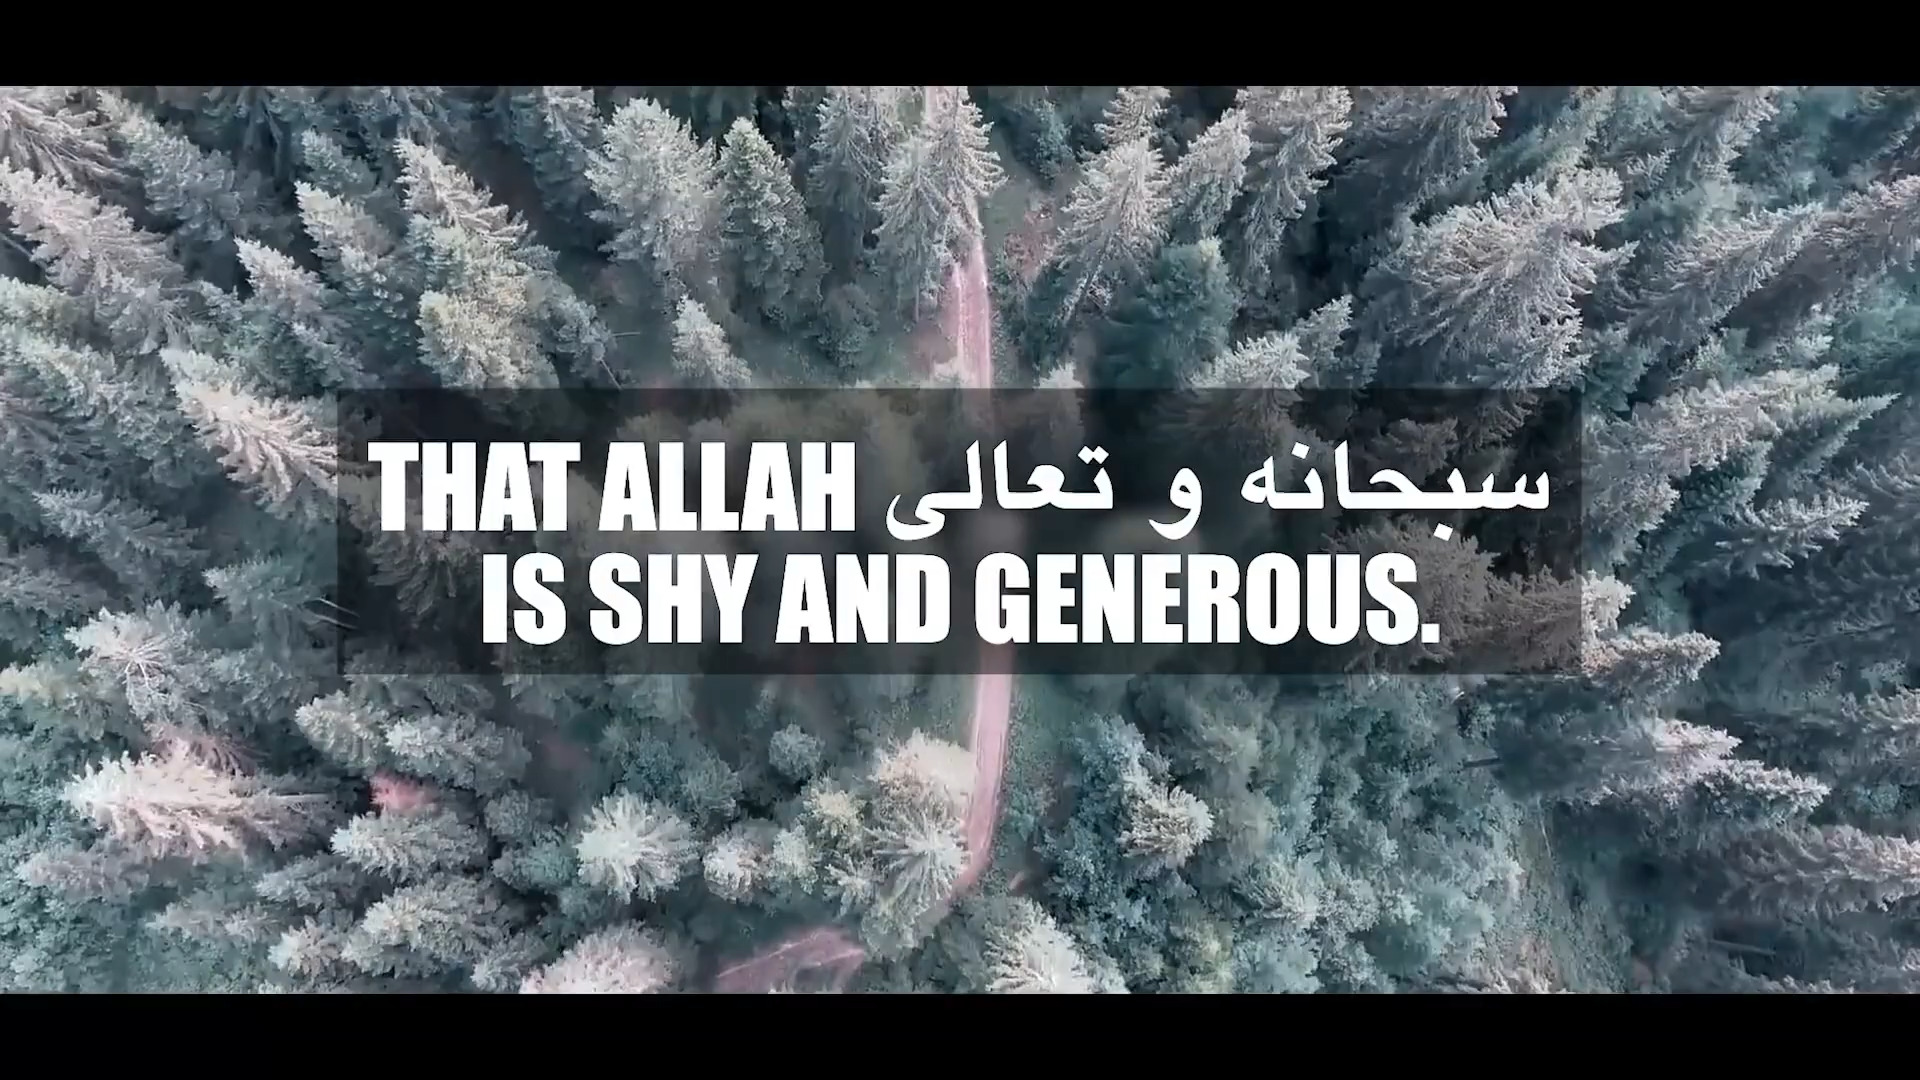 THAT ALLAH سبحانه و تعالى
IS SHY AND GENEROUS.